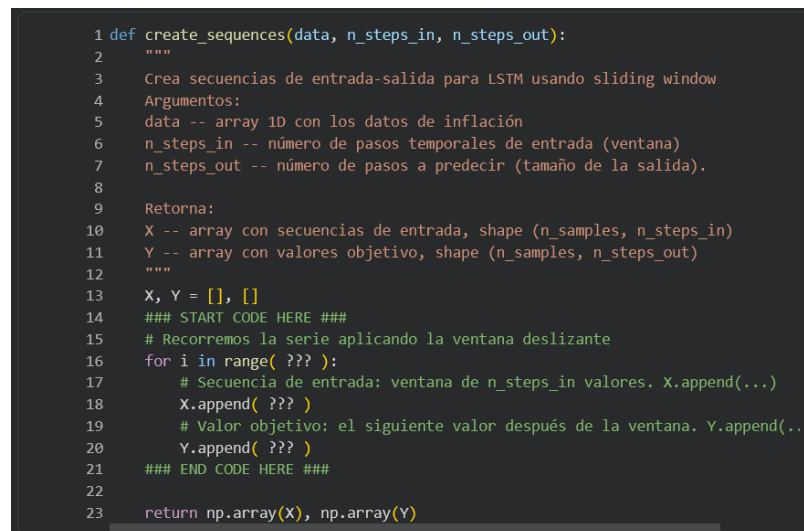 1 def create_sequences(data, n_steps_in, n_steps_out):
2     """
3     Crea secuencias de entrada-salida para LSTM usando sliding window
4     Argumentos:
5     data -- array 1D con los datos de inflación
6     n_steps_in -- número de pasos temporales de entrada (ventana)
7     n_steps_out -- número de pasos a predecir (tamaño de la salida).
8
9     Retorna:
10     X -- array con secuencias de entrada, shape (n_samples, n_steps_in)
11     Y -- array con valores objetivo, shape (n_samples, n_steps_out)
12     """
13     X, Y = [], []
14     ### START CODE HERE ###
15     # Recorremos la serie aplicando la ventana deslizante
16     for i in range( ??? ):
17         # Secuencia de entrada: ventana de n_steps_in valores. X.append(...)
18         X.append( ??? )
19         # Valor objetivo: el siguiente valor después de la ventana. Y.append(..
20         Y.append( ??? )
21     ### END CODE HERE ###
22
23     return np.array(X), np.array(Y)